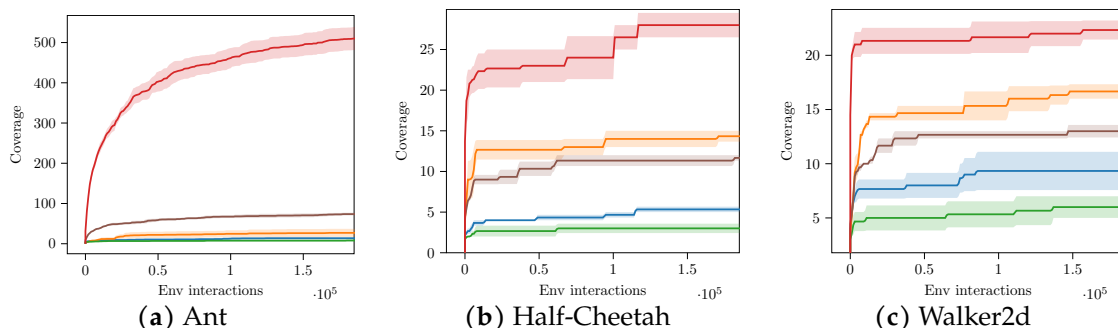 500
400
300
200
100
0
Coverage
0 0.5 1 1.5
Env interactions
·10⁵
(a) Ant
25
20
15
10
5
0
Coverage
0 0.5 1 1.5
Env interactions
·10⁵
(b) Half-Cheetah
20
15
10
5
Coverage
0 0.5 1 1.5
Env interactions
·10⁵
(c) Walker2d